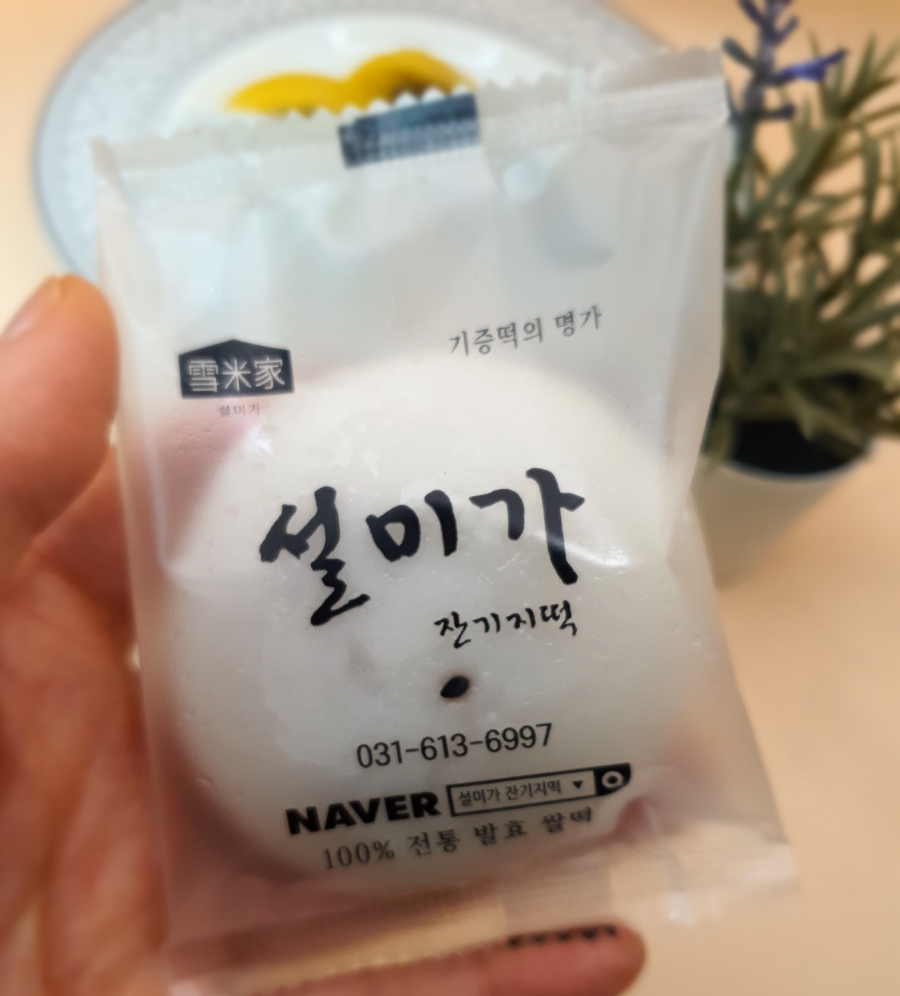 기증떡의 명가
雪米家
설미가
설미가
잔기지떡
031-613-6997
NAVER 설미가 잔기지떡
100% 전통 발효 쌀떡